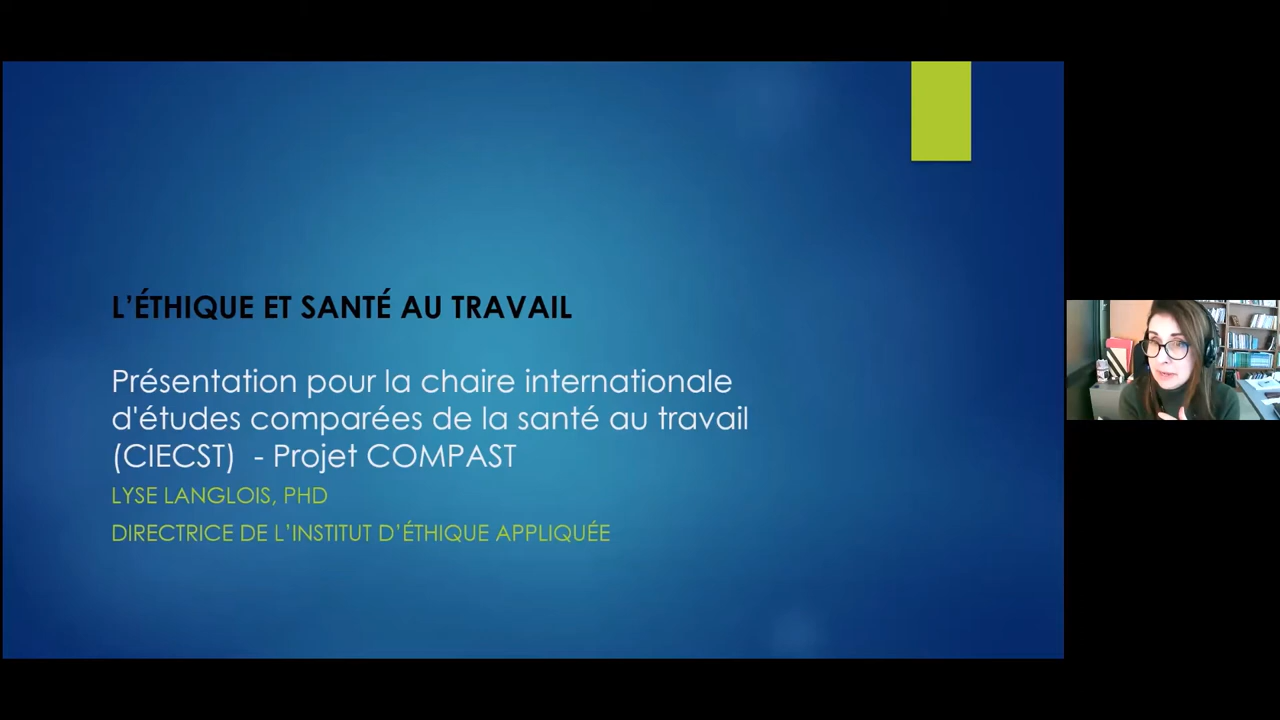 L’ÉTHIQUE ET SANTÉ AU TRAVAIL
Présentation pour la chaire internationale
d'études comparées de la santé au travail
(CIECST)  - Projet COMPAST
LYSE LANGLOIS, PHD
DIRECTRICE DE L’INSTITUT D’ÉTHIQUE APPLIQUÉE